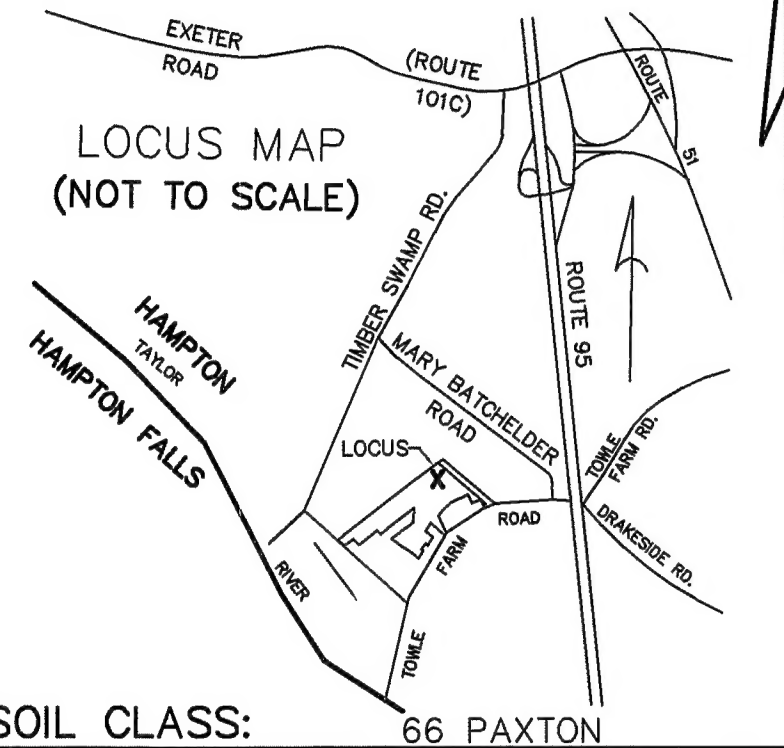 EXETER
ROAD
(ROUTE
101C)
ROUTE
51
LOCUS MAP
(NOT TO SCALE)
TIMBER SWAMP RD.
ROUTE 95
HAMPTON
TAYLOR
HAMPTON FALLS
MARY BATCHELDER
ROAD
LOCUS
X
TOWLE
FARM RD.
ROAD
DRAKESIDE RD.
FARM
RIVER
TOWLE
SOIL CLASS: 66 PAXTON